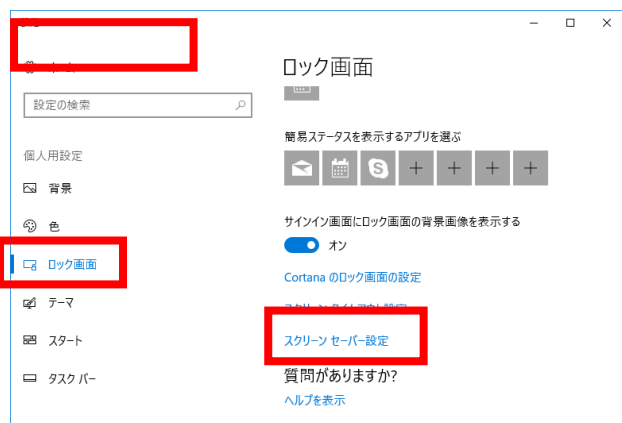 ロック画面
設定の検索
簡易ステータスを表示するアプリを選ぶ
個人用設定
背景
サインイン画面にロック画面の背景画像を表示する
色
オン
ロック画面
Cortana のロック画面の設定
テーマ
スタート
スクリーン セーバー設定
タスク バー
質問がありますか?
ヘルプを表示